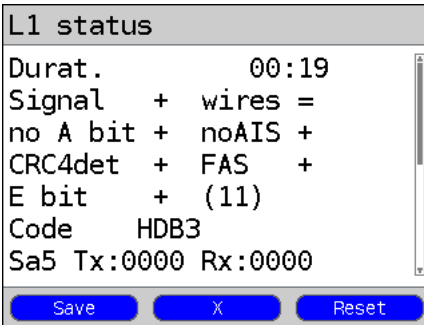 L1 status
Durat. 00:19
Signal + wires =
no A bit + noAIS +
CRC4det + FAS +
E bit + (11)
Code HDB3
Sa5 Tx:0000 Rx:0000
Save X Reset